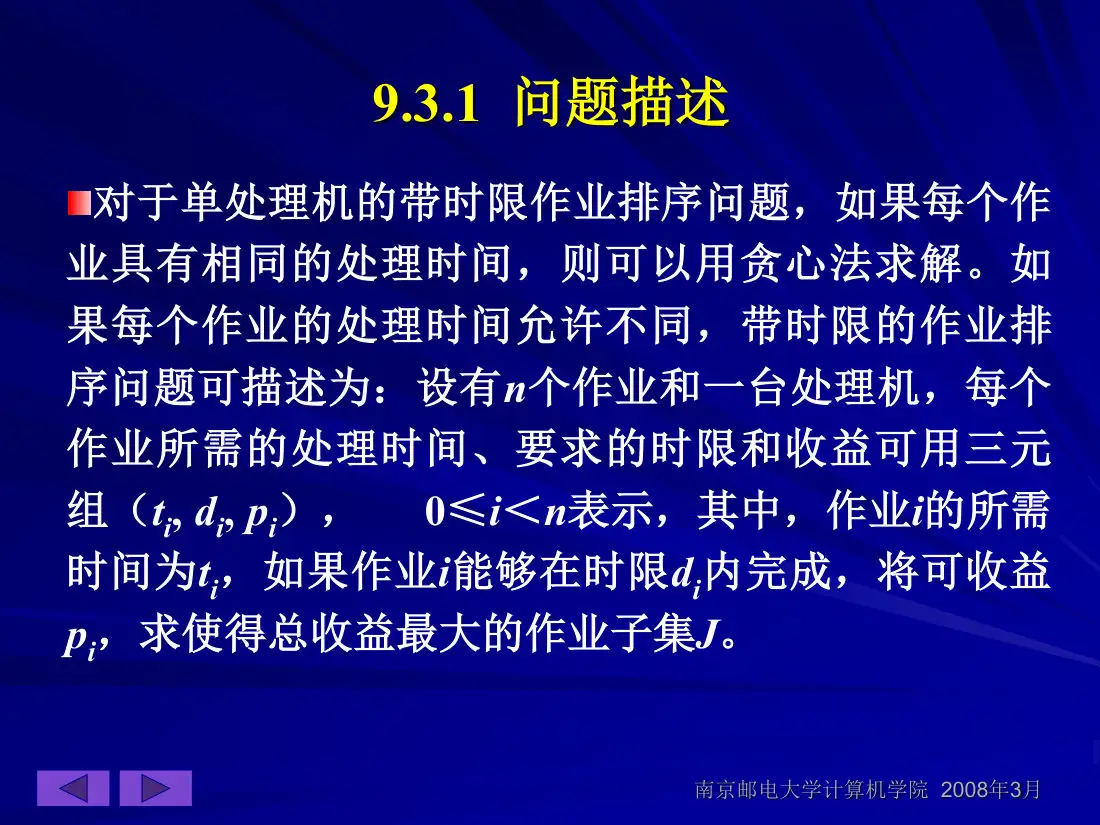 9.3.1 问题描述
对于单处理机的带时限作业排序问题，如果每个作
业具有相同的处理时间，则可以用贪心法求解。如
果每个作业的处理时间允许不同，带时限的作业排
序问题可描述为：设有n个作业和一台处理机，每个
作业所需的处理时间、要求的时限和收益可用三元
组（ti, di, pi）， 0≤i＜n表示，其中，作业i的所需
时间为ti，如果作业i能够在时限di内完成，将可收益
pi，求使得总收益最大的作业子集J。
南京邮电大学计算机学院 2008年3月